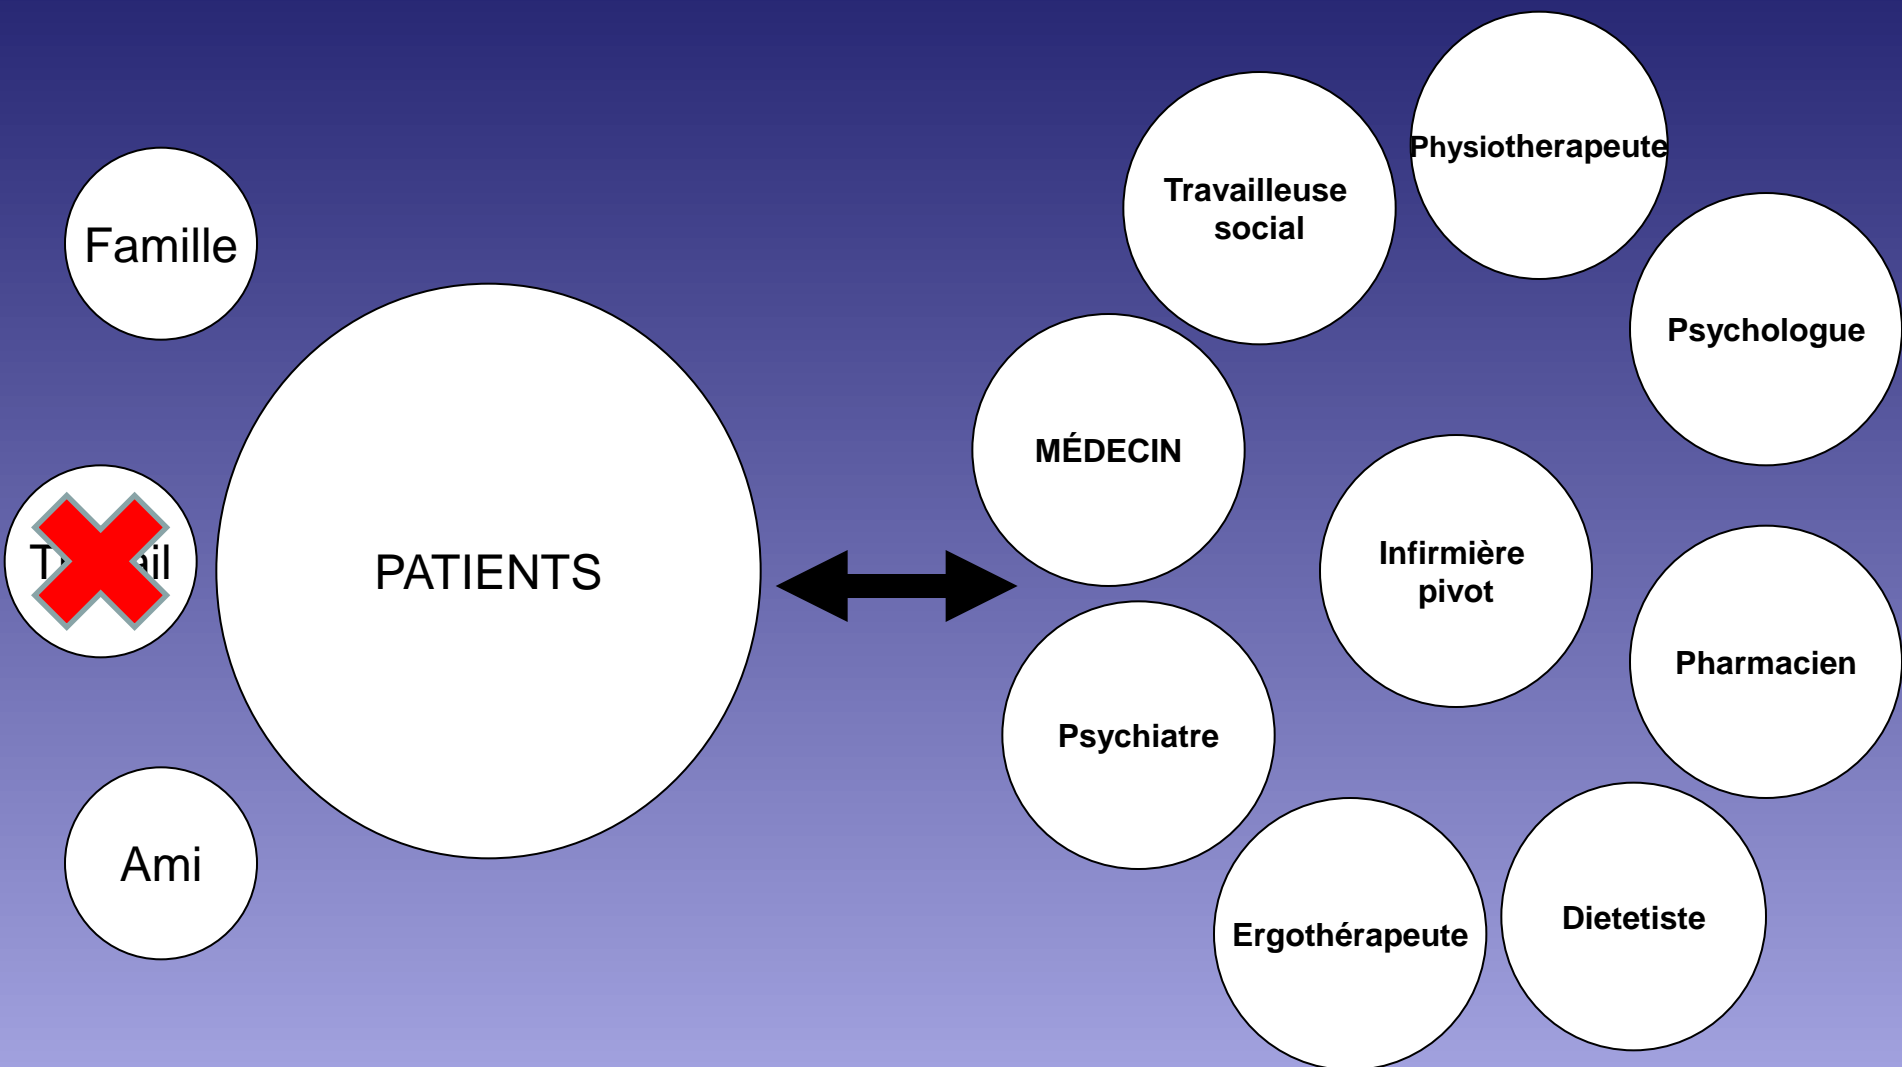 Famille
Ami
PATIENTS
MÉDECIN
Travailleuse
social
Physiotherapeute
Psychologue
Infirmière
pivot
Pharmacien
Psychiatre
Ergothérapeute
Dietetiste